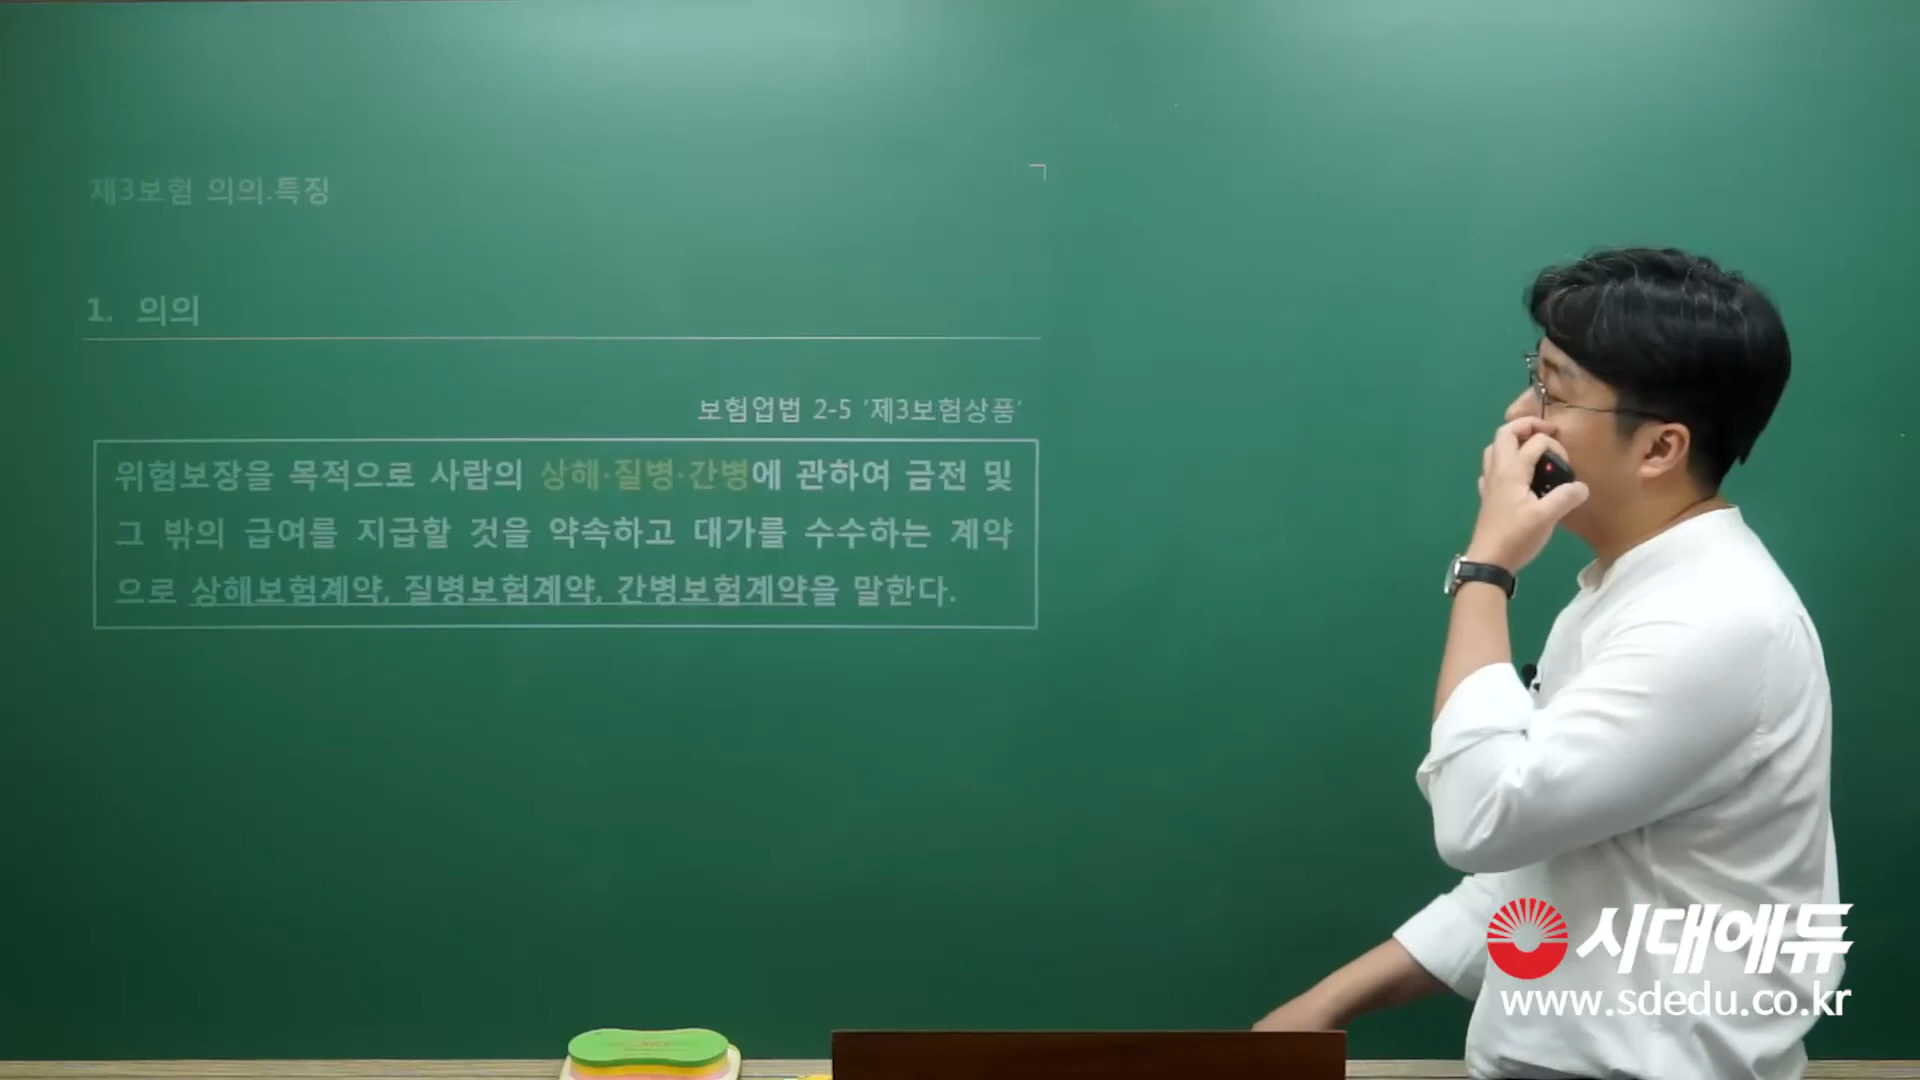 제3보험 의의.특징
1. 의의
보험업법 2-5 '제3보험상품'
위험보장을 목적으로 사람의 상해·질병·간병에 관하여 금전 및
그 밖의 급여를 지급할 것을 약속하고 대가를 수수하는 계약
으로 상해보험계약, 질병보험계약, 간병보험계약을 말한다.
시대에듀
www.sdedu.co.kr